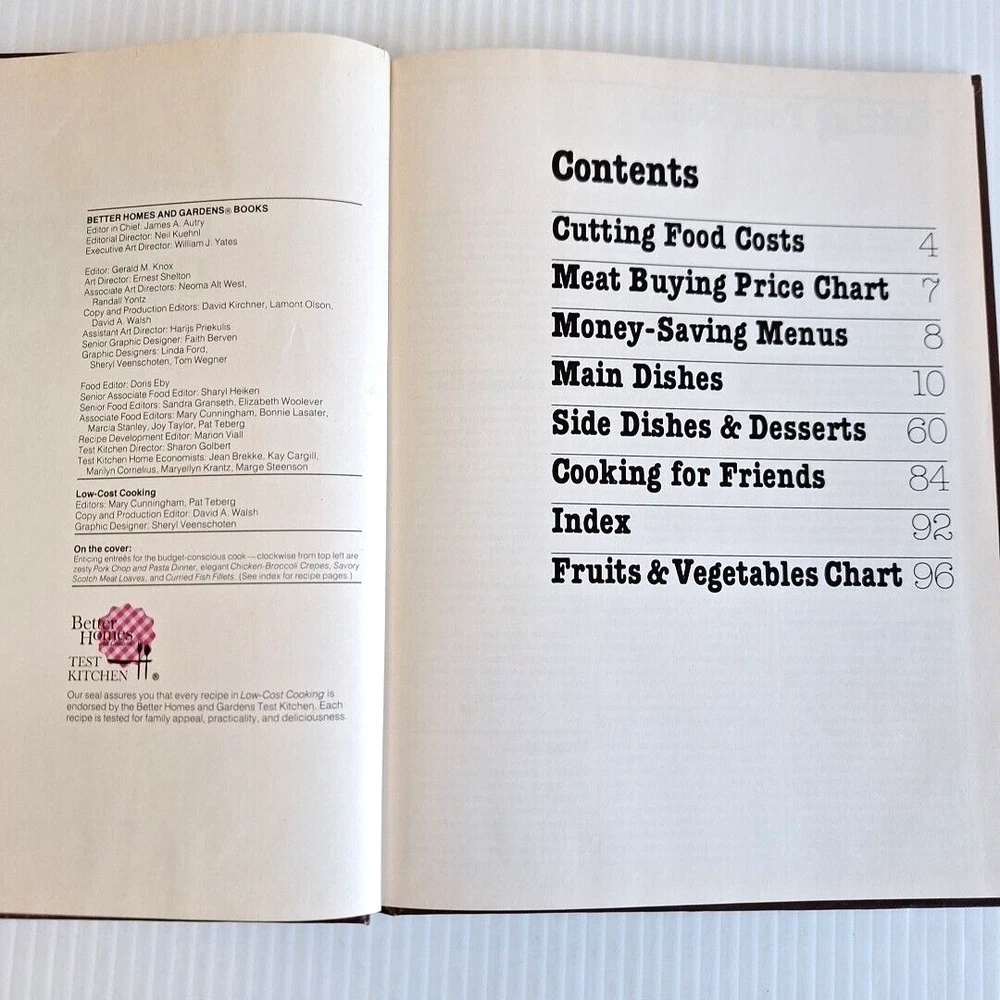 BETTER HOMES AND GARDENS® BOOKS
Editor in Chief: James A. Autry
Editorial Director: Neil Kuehnl
Executive Art Director: William J. Yates
Editor: Gerald M. Knox
Art Director: Ernest Shelton
Associate Art Directors: Neoma Alt West,
Randall Yontz
Copy and Production Editors: David Kirchner, Lamont Olson,
David A. Walsh
Assistant Art Director: Harijs Priekulis
Senior Graphic Designer: Faith Berven
Graphic Designers: Linda Ford,
Sheryl Veenschoten, Tom Wegner
Food Editor: Doris Eby
Senior Associate Food Editor: Sharyl Heiken
Senior Food Editors: Sandra Granseth, Elizabeth Woolever
Associate Food Editors: Mary Cunningham, Bonnie Lasater,
Marcia Stanley, Joy Taylor, Pat Teberg
Recipe Development Editor: Marion Viall
Test Kitchen Director: Sharon Golbert
Test Kitchen Home Economists: Jean Brekke, Kay Cargill,
Marilyn Cornelius, Maryellyn Krantz, Marge Steenson
Low-Cost Cooking
Editors: Mary Cunningham, Pat Teberg
Copy and Production Editor: David A. Walsh
Graphic Designer: Sheryl Veenschoten
On the cover:
Enticing entreés for the budget-conscious cook—clockwise from top left are
zesty Pork Chop and Pasta Dinner, elegant Chicken-Broccoli Crepes, Savory
Scotch Meat Loaves, and Curried Fish Fillets. (See index for recipe pages.)
Better
Homes
TEST
KITCHEN ®
Our seal assures you that every recipe in Low-Cost Cooking is
endorsed by the Better Homes and Gardens Test Kitchen. Each
recipe is tested for family appeal, practicality, and deliciousness.
Contents
Cutting Food Costs 4
Meat Buying Price Chart 7
Money-Saving Menus 8
Main Dishes 10
Side Dishes & Desserts 60
Cooking for Friends 84
Index 92
Fruits & Vegetables Chart 96